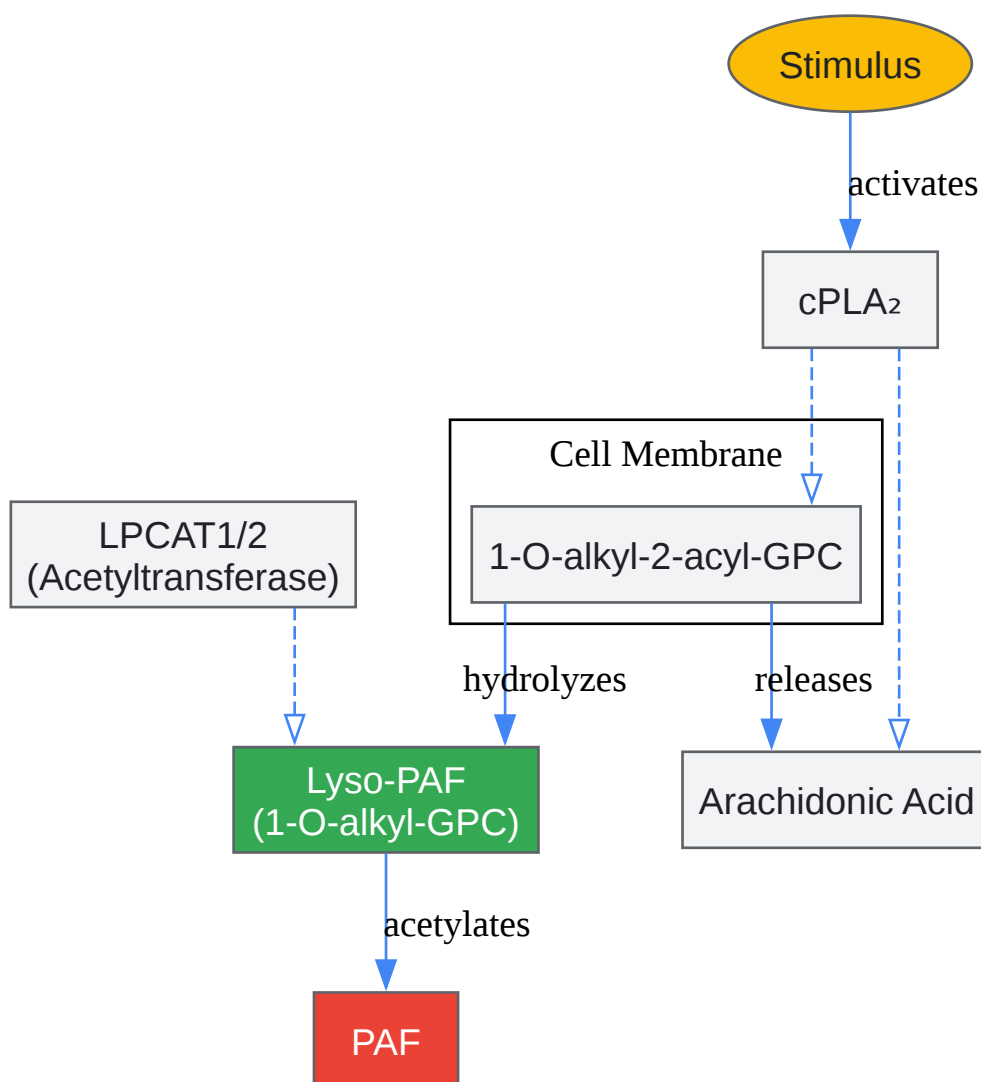 Stimulus
activates
cPLA₂
Cell Membrane
LPCAT1/2
(Acetyltransferase)
1-O-alkyl-2-acyl-GPC
hydrolyzes
releases
Lyso-PAF
(1-O-alkyl-GPC)
Arachidonic Acid
acetylates
PAF